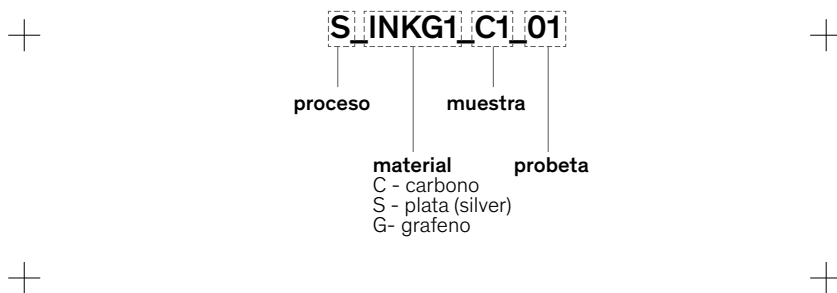 S_INKG1_C1_01
proceso muestra
material probeta
C - carbono
S - plata (silver)
G- grafeno